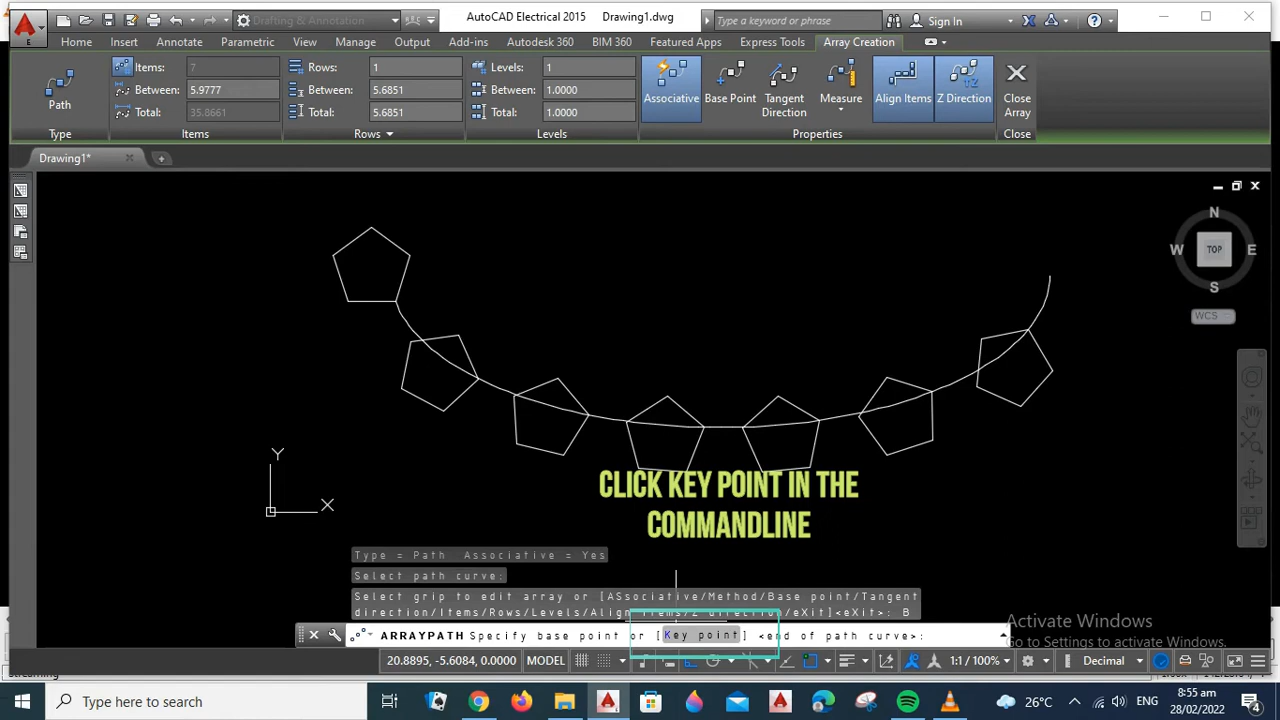 Drafting & Annotation
AutoCAD Electrical 2015 Drawing1.dwg
Type a keyword or phrase
Sign In
Home Insert Annotate Parametric View Manage Output Add-ins Autodesk 360 BIM 360 Featured Apps Express Tools Array Creation
Items: 7 Rows: 1 Levels: 1
Between: 5.9777 Between: 5.6851 Between: 1.0000
Total: 35.8661 Total: 5.6851 Total: 1.0000
Path
Associative Base Point Tangent Direction Measure Align Items Z Direction Close Array
Type Items Rows Levels Properties Close
Drawing1*
N
W TOP E
S
WCS
Y
X
CLICK KEY POINT IN THE
COMMANDLINE
Type = Path Associative = Yes
Select path curve:
Select grip to edit array or [ASsociative/Method/Base point/Tangent
direction/Items/Rows/Levels/Align items/Z direction/eXit]<eXit>: B
ARRAYPATH Specify base point or [Key point] <end of path curve>:
Activate Windows
Go to Settings to activate Windows.
20.8895, -5.6084, 0.0000 MODEL 1:1 / 100% Decimal
Type here to search
26°C ENG
8:55 am
28/02/2022
4